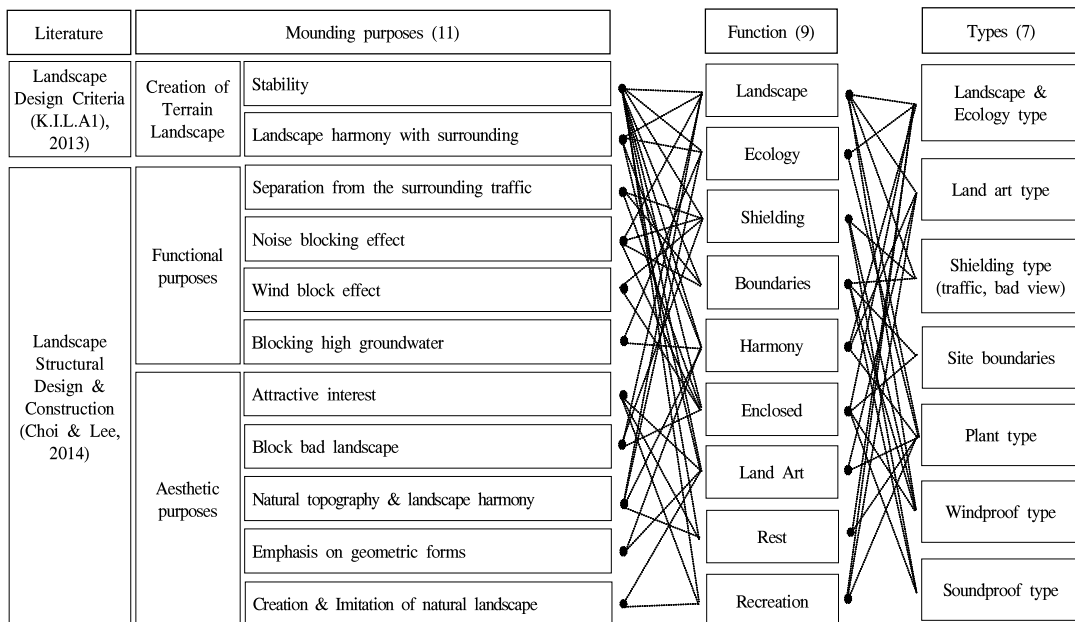 Literature
Mounding purposes (11)
Function (9)
Types (7)
Landscape
Design Criteria
(K.I.L.A1),
2013)
Creation of
Terrain
Landscape
Stability
Landscape harmony with surrounding
Landscape
Structural
Design &
Construction
(Choi & Lee,
2014)
Functional
purposes
Separation from the surrounding traffic
Noise blocking effect
Wind block effect
Blocking high groundwater
Aesthetic
purposes
Attractive interest
Block bad landscape
Natural topography & landscape harmony
Emphasis on geometric forms
Creation & Imitation of natural landscape
Landscape
Ecology
Shielding
Boundaries
Harmony
Enclosed
Land Art
Rest
Recreation
Landscape &
Ecology type
Land art type
Shielding type
(traffic, bad view)
Site boundaries
Plant type
Windproof type
Soundproof type